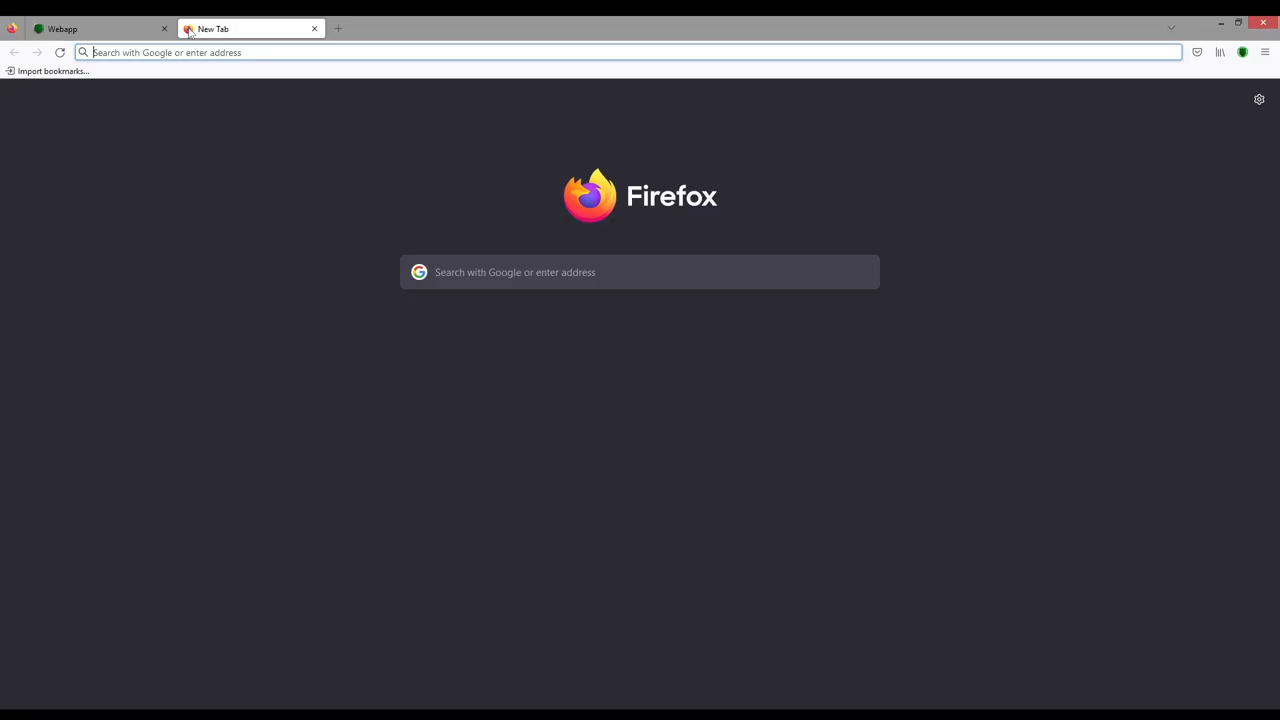 Webapp
New Tab
Search with Google or enter address
Import bookmarks...
Firefox
Search with Google or enter address